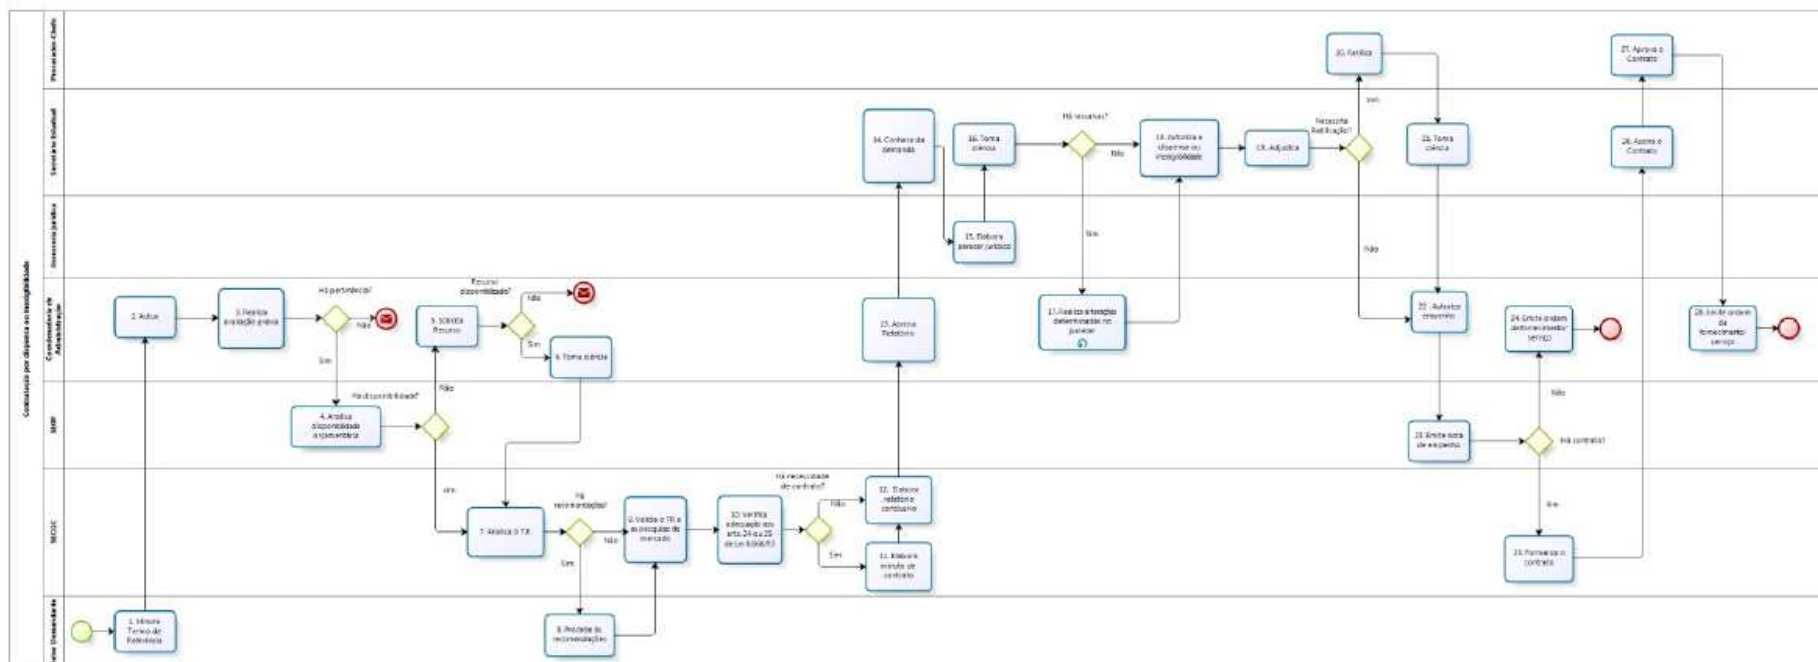 Contratação por dispensa ou inexigibilidade
Procurador-Chefe
Secretário Estadual
Assessoria Jurídica
Coordenadoria de
Administração
Demandante
20. Ratifica
27. Aprova o
Contrato
Sim
14. Conhece da
demanda
16. Toma
ciência
Não
18. Autoriza a
dispensa ou
inexigibilidade
19. Adjudica
Necessita
Ratificação?
21. Toma
ciência
26. Assina o
Contrato
15. Elabora
parecer jurídico
Sim
Não
2. Autua
3. Realiza
avaliação prévia
Há pertinência?
Não
Sim
5. Solicita
Recurso
Recurso
disponibilizado?
Não
Sim
6. Toma ciência
13. Aprova
Relatório
17. Realiza alterações
determinadas no
parecer
22. Autoriza
empenho
24. Emite ordem
de fornecimento/
serviço
28. Emite ordem
de
fornecimento/
serviço
4. Analisa
disponibilidade
orçamentária
Há disponibilidade?
Não
Sim
23. Emite nota
de empenho
Há contrato?
Não
Sim
7. Analisa o TR
Há
recomendações?
Não
Sim
9. Valida o TR e
as pesquisas de
mercado
10. Verifica
adequação aos
arts. 24 ou 25
da Lei 8.666/93
Há necessidade
de contrato?
Não
Sim
12. Elabora
relatório
conclusivo
11. Elabora
minuta de
contrato
25. Formaliza o
contrato
1. Minuta
Termo de
Referência
8. Procede às
recomendações